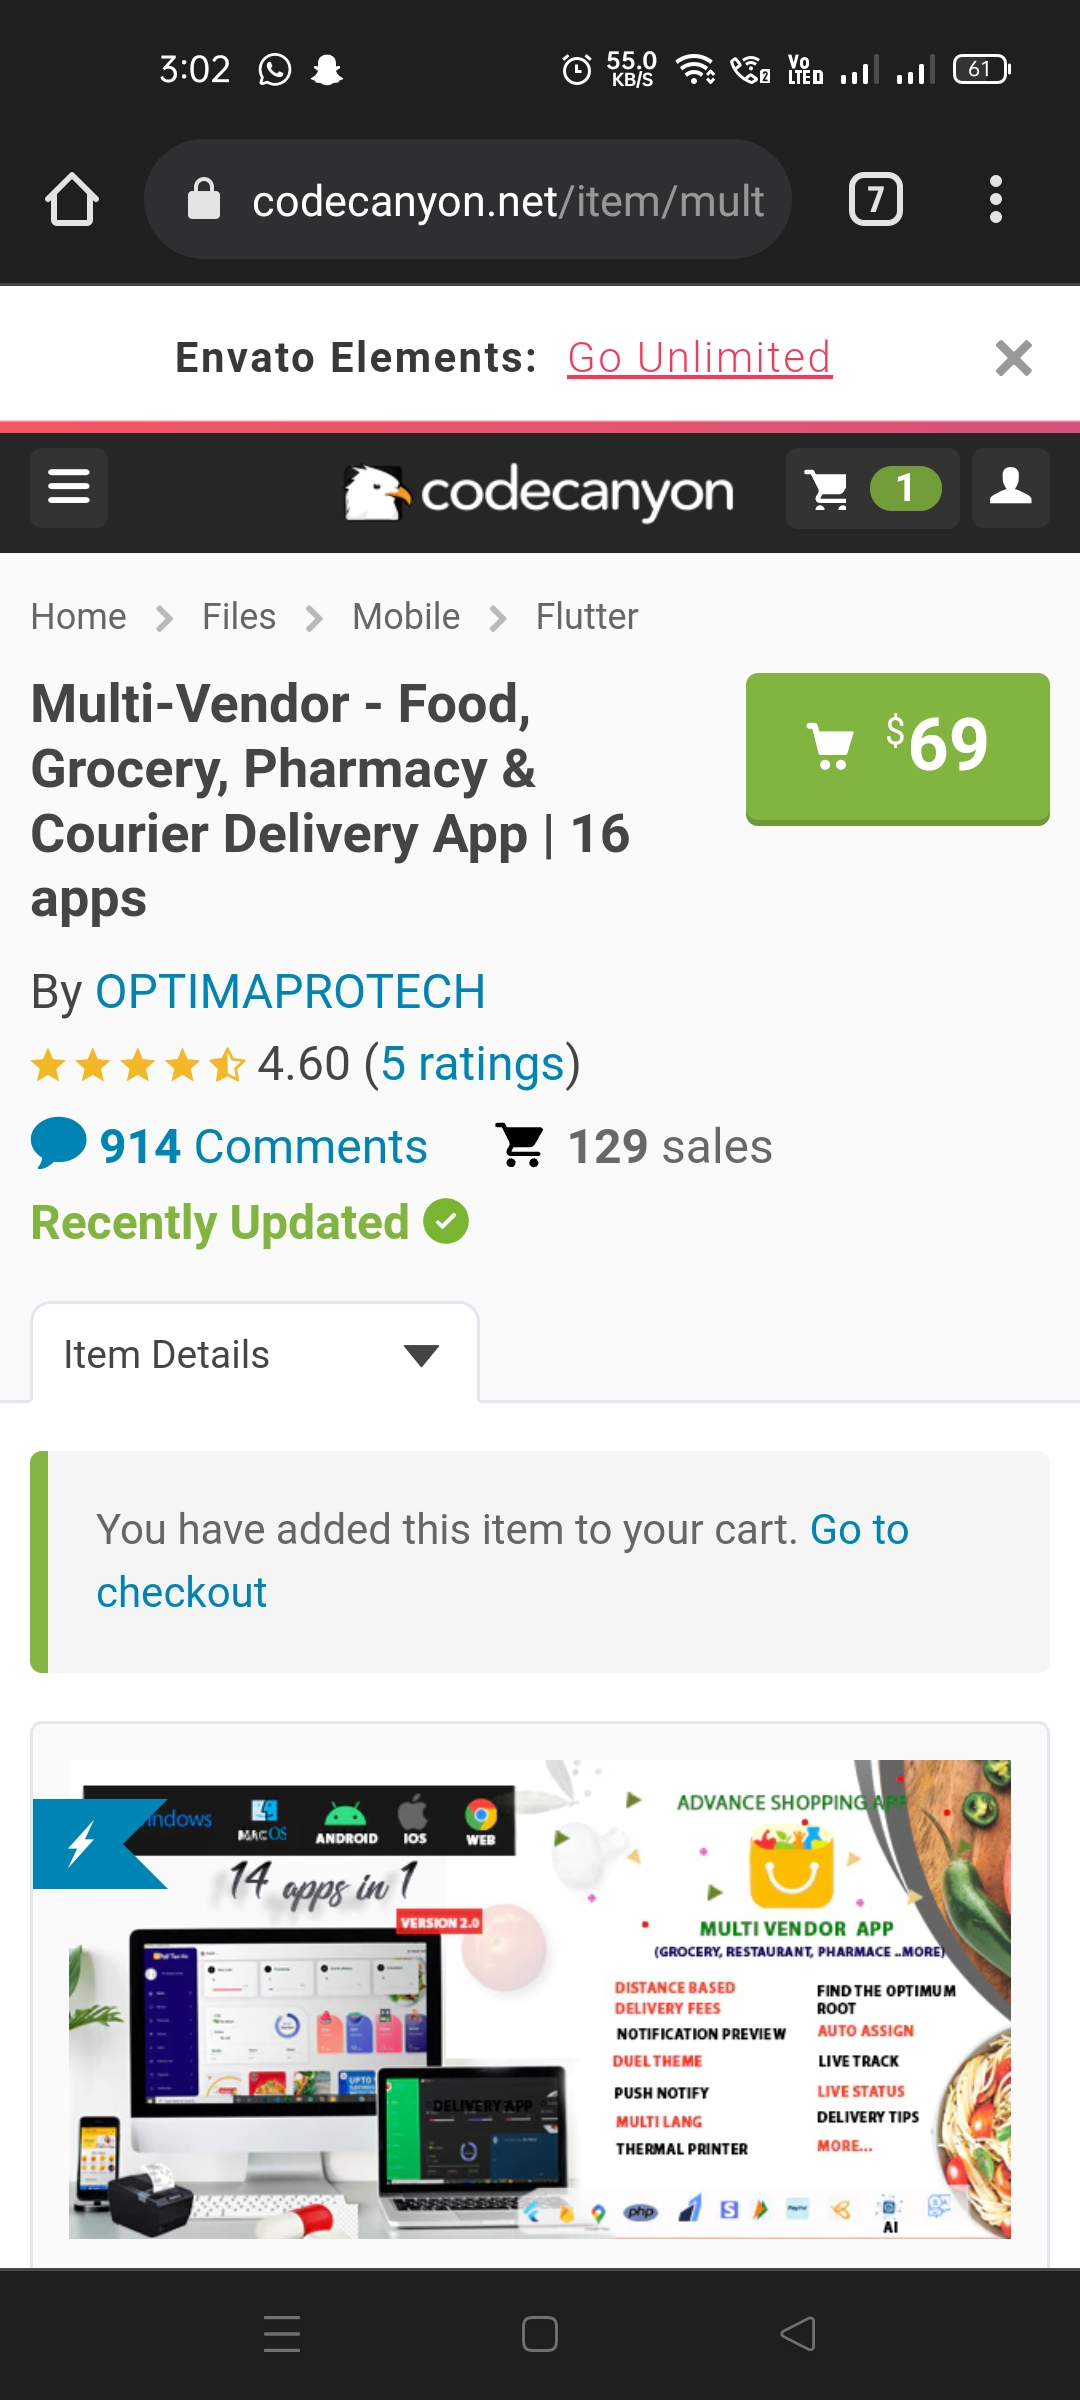 3:02
55.0
KB/S
2
Vo
LTE
61
codecanyon.net/item/mult
7
Envato Elements: Go Unlimited
codecanyon
1
Home
Files
Mobile
Flutter
Multi-Vendor - Food,
Grocery, Pharmacy &
Courier Delivery App | 16
apps
$69
By OPTIMAPROTECH
4.60 (5 ratings)
914 Comments
129 sales
Recently Updated
Item Details
You have added this item to your cart. Go to
checkout
MACOS
ANDROID
IOS
WEB
14 apps in 1
VERSION 2.0
DELIVERY APP
ADVANCE SHOPPING APP
MULTI VENDOR APP
(GROCERY, RESTAURANT, PHARMACE ..MORE)
DISTANCE BASED
DELIVERY FEES
NOTIFICATION PREVIEW
DUEL THEME
PUSH NOTIFY
MULTI LANG
THERMAL PRINTER
FIND THE OPTIMUM
ROOT
AUTO ASSIGN
LIVE TRACK
LIVE STATUS
DELIVERY TIPS
MORE...
php
PayPal
AI